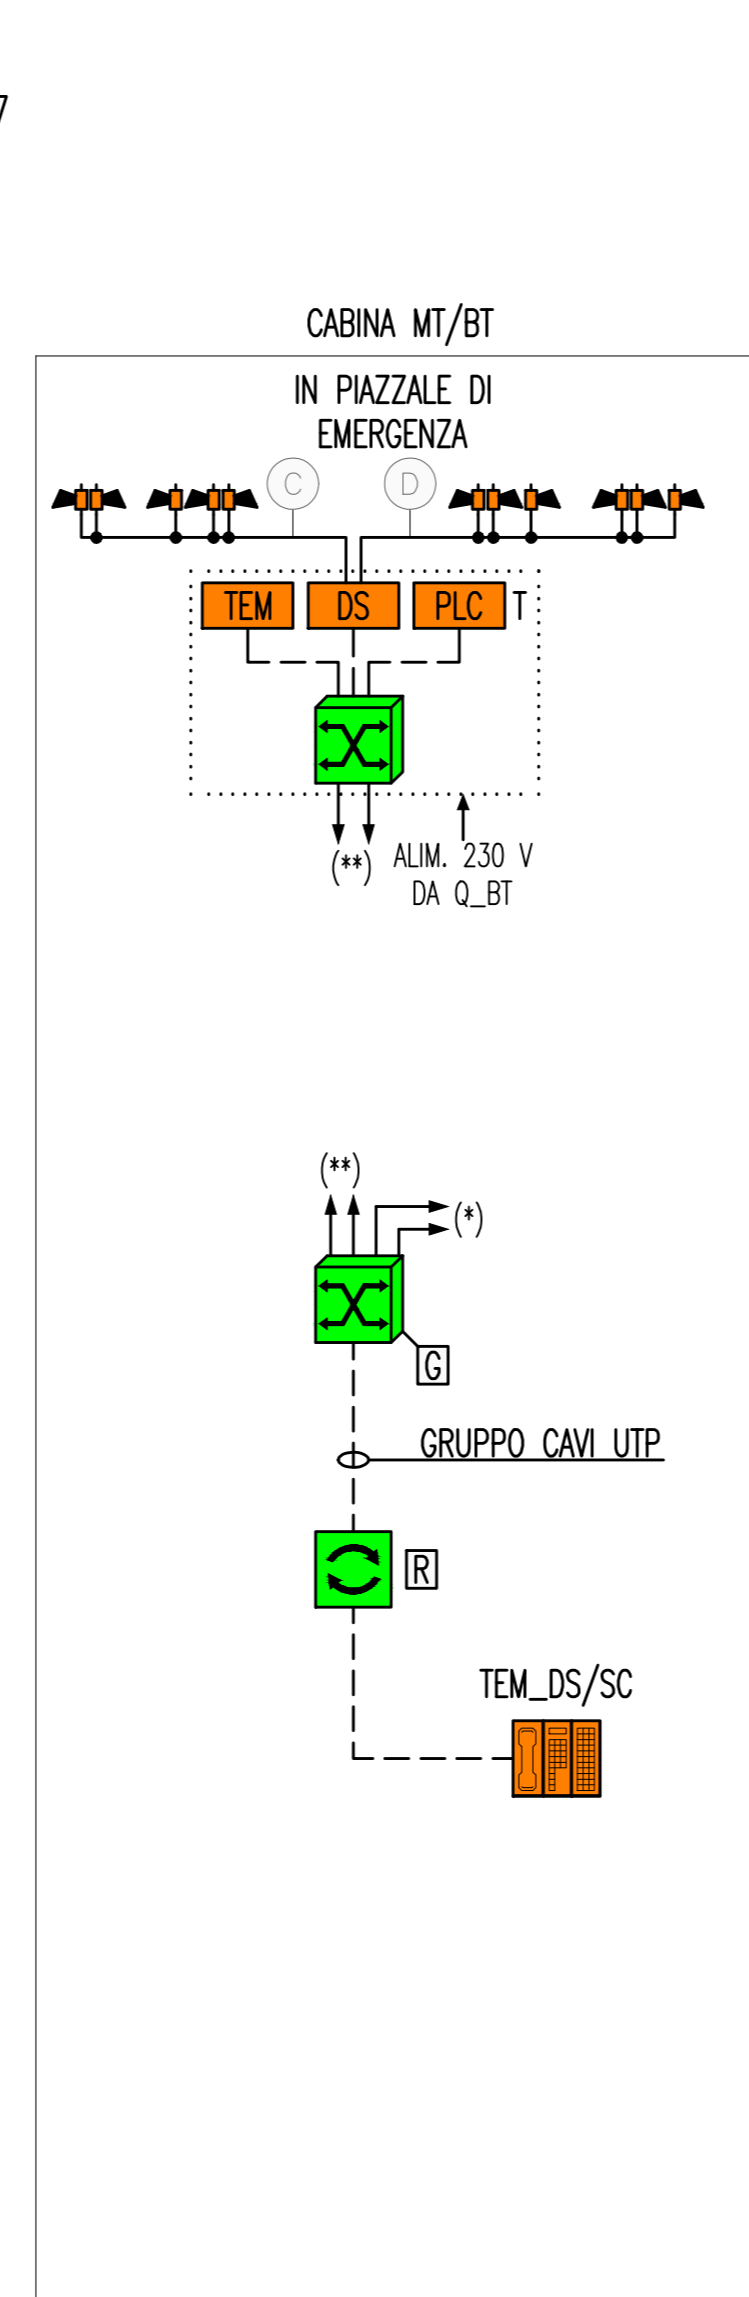 7
CABINA MT/BT
IN PIAZZALE DI
EMERGENZA
C
D
TEM
DS
PLC
T
(**)
ALIM. 230 V
DA Q_BT
(**)
(*)
G
GRUPPO CAVI UTP
R
TEM_DS/SC